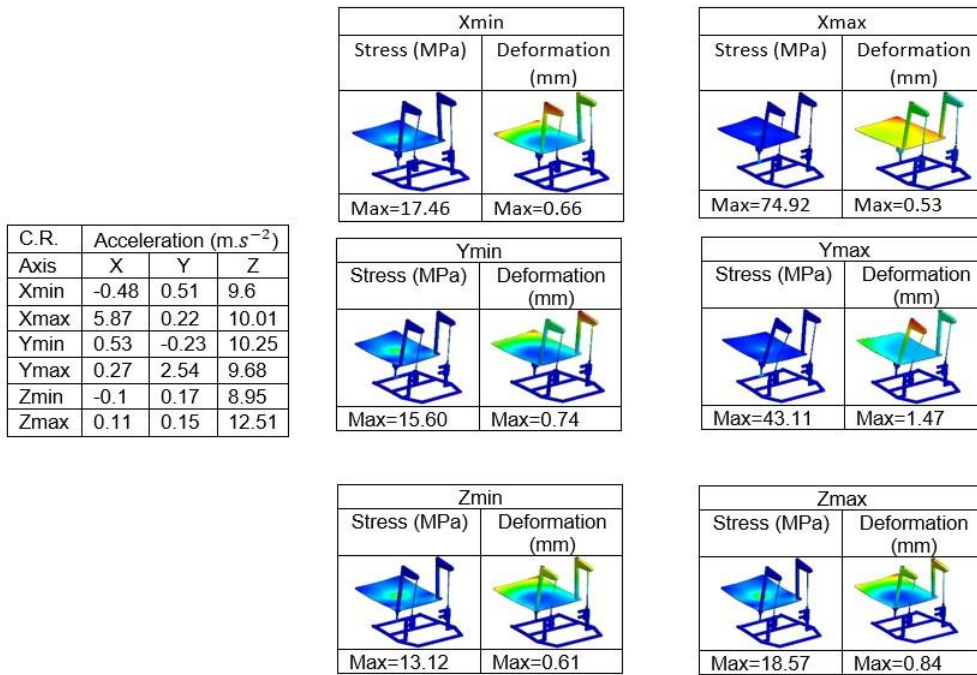 C.R. Acceleration (m.s⁻²)
Axis X Y Z
Xmin -0.48 0.51 9.6
Xmax 5.87 0.22 10.01
Ymin 0.53 -0.23 10.25
Ymax 0.27 2.54 9.68
Zmin -0.1 0.17 8.95
Zmax 0.11 0.15 12.51
Xmin
Stress (MPa) Deformation
(mm)
Max=17.46 Max=0.66
Xmax
Stress (MPa) Deformation
(mm)
Max=74.92 Max=0.53
Ymin
Stress (MPa) Deformation
(mm)
Max=15.60 Max=0.74
Ymax
Stress (MPa) Deformation
(mm)
Max=43.11 Max=1.47
Zmin
Stress (MPa) Deformation
(mm)
Max=13.12 Max=0.61
Zmax
Stress (MPa) Deformation
(mm)
Max=18.57 Max=0.84